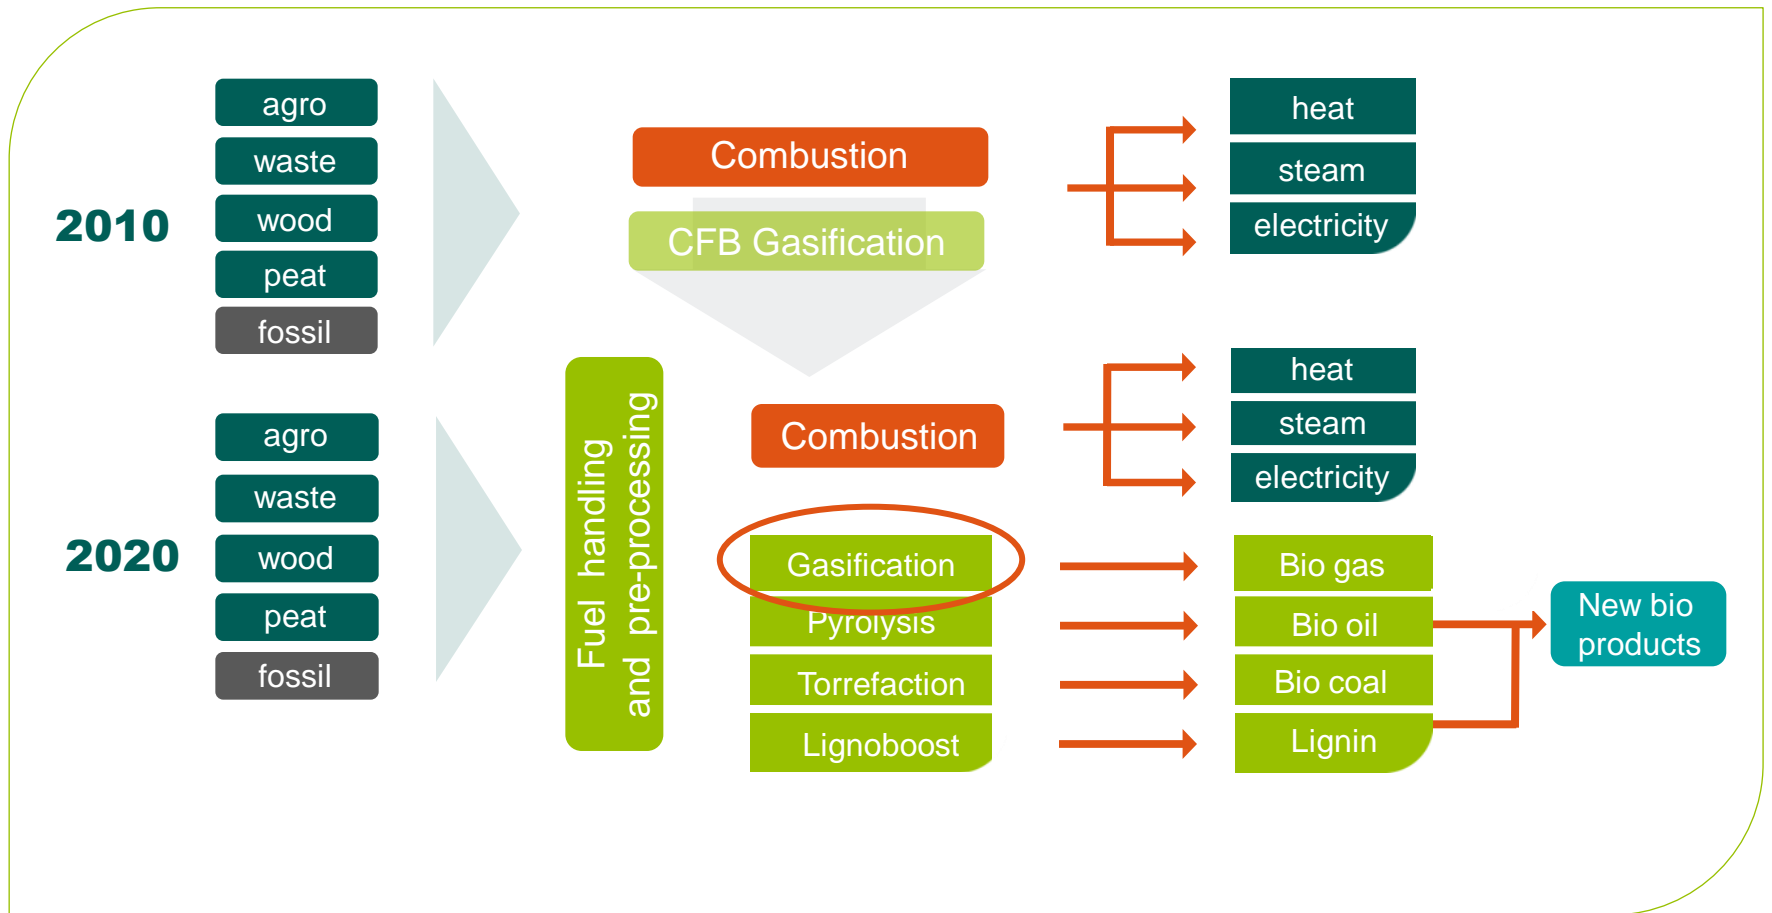 2010
agro
waste
wood
peat
fossil
Combustion
CFB Gasification
heat
steam
electricity
2020
agro
waste
wood
peat
fossil
Fuel handling
and pre-processing
Combustion
heat
steam
electricity
Gasification
Pyrolysis
Torrefaction
Lignoboost
Bio gas
Bio oil
Bio coal
Lignin
New bio
products